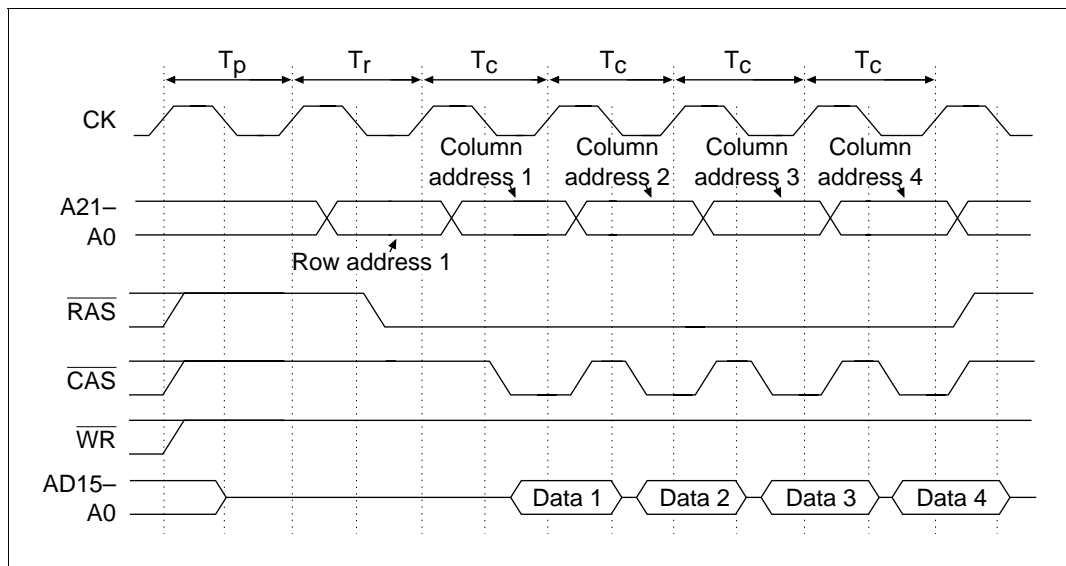 Tp Tr Tc Tc Tc Tc
CK
Column address 1
Column address 2
Column address 3
Column address 4
A21–
A0
Row address 1
RAS
CAS
WR
AD15–
A0
Data 1 Data 2 Data 3 Data 4